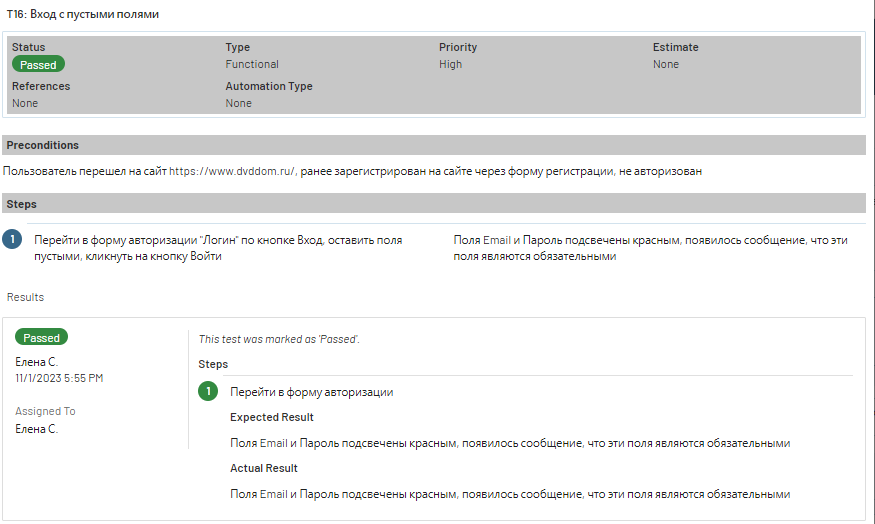 T16: Вход с пустыми полями
Status Type Priority Estimate
Passed Functional High None
References Automation Type
None None
Preconditions
Пользователь перешел на сайт https://www.dvddom.ru/, ранее зарегистрирован на сайте через форму регистрации, не авторизован
Steps
1 Перейти в форму авторизации "Логин" по кнопке Вход, оставить поля
пустыми, кликнуть на кнопку Войти
Поля Email и Пароль подсвечены красным, появилось сообщение, что эти
поля являются обязательными
Results
Passed
Елена С.
11/1/2023 5:55 PM
Assigned To
Елена С.
This test was marked as 'Passed'.
Steps
1 Перейти в форму авторизации
Expected Result
Поля Email и Пароль подсвечены красным, появилось сообщение, что эти поля являются обязательными
Actual Result
Поля Email и Пароль подсвечены красным, появилось сообщение, что эти поля являются обязательными